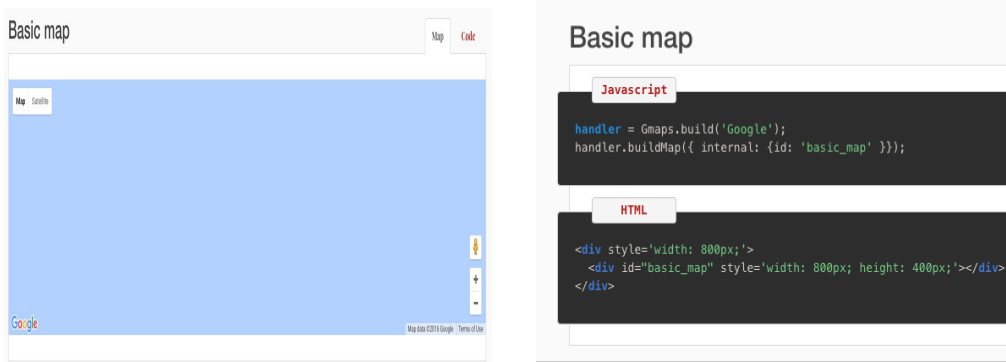 Basic map
Map Code
Map Satellite
+
−
Google
Map data ©2016 Google Terms of Use
Basic map
Javascript
handler = Gmaps.build('Google');
handler.buildMap({ internal: {id: 'basic_map' }});
HTML
<div style='width: 800px;'>
  <div id="basic_map" style='width: 800px; height: 400px;'></div>
</div>